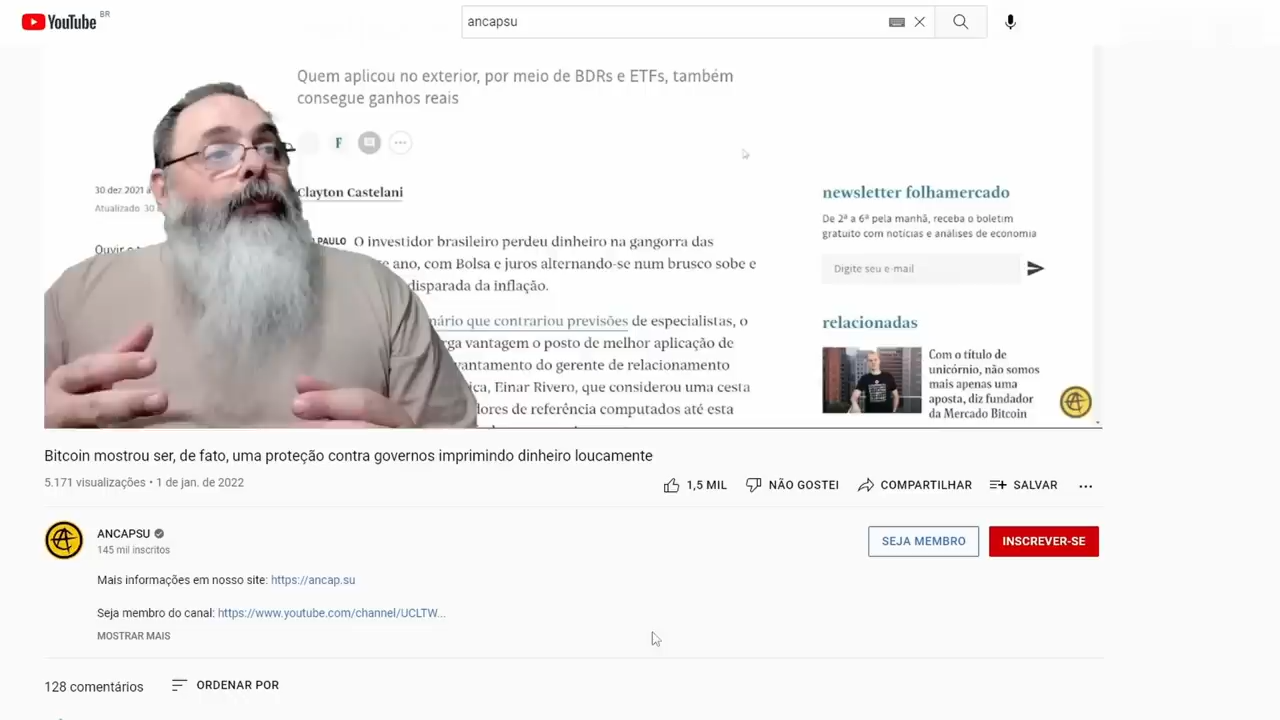 YouTube BR
ancapsu
Quem aplicou no exterior, por meio de BDRs e ETFs, também
consegue ganhos reais
F
30 dez.2021 à
Clayton Castelani
newsletter folhamercado
Atualizado 30
De 2ª a 6ª pela manhã, receba o boletim
gratuito com notícias e análises de economia
PAULO O investidor brasileiro perdeu dinheiro na gangorra das
Ouvir o
e ano, com Bolsa e juros alternando-se num brusco sobe e
Digite seu e-mail
disparada da inflação.
nário que contrariou previsões de especialistas, o
relacionadas
rga vantagem o posto de melhor aplicação de
vantamento do gerente de relacionamento
ica, Einar Rivero, que considerou uma cesta
dores de referência computados até esta
Com o título de
unicórnio, não somos
mais apenas uma
aposta, diz fundador
da Mercado Bitcoin
Bitcoin mostrou ser, de fato, uma proteção contra governos imprimindo dinheiro loucamente
5.171 visualizações • 1 de jan. de 2022
1,5 MIL NÃO GOSTEI COMPARTILHAR SALVAR ...
ANCAPSU
145 mil inscritos
SEJA MEMBRO INSCREVER-SE
Mais informações em nosso site: https://ancap.su
Seja membro do canal: https://www.youtube.com/channel/UCLTW...
MOSTRAR MAIS
128 comentários ORDENAR POR